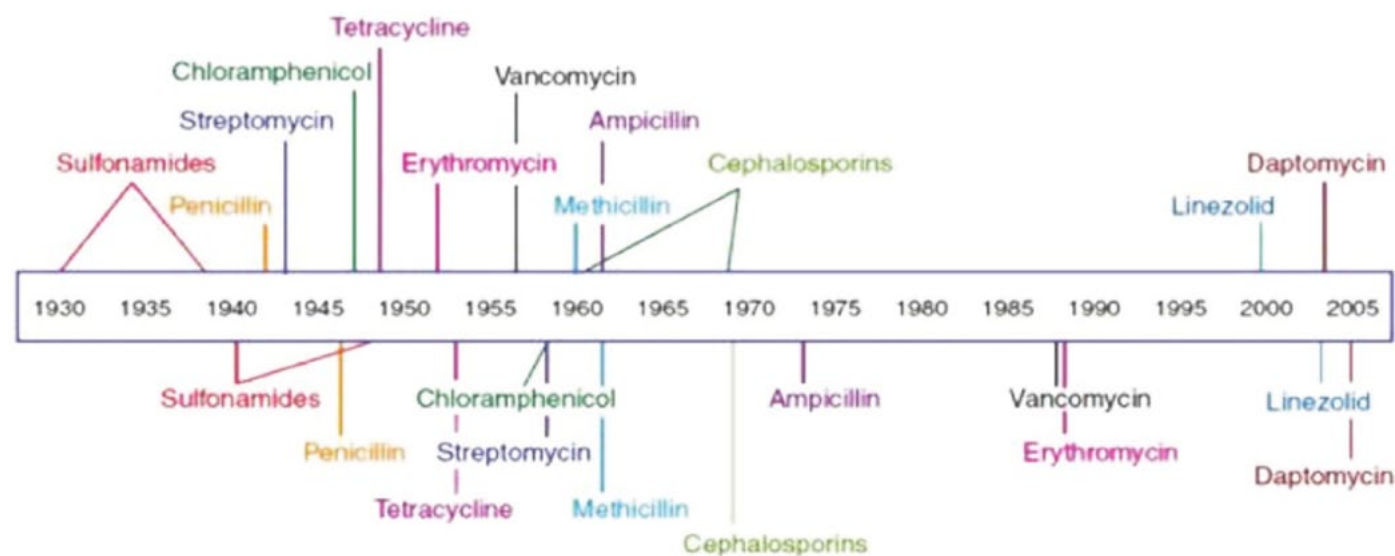 Tetracycline
Chloramphenicol
Vancomycin
Streptomycin
Ampicillin
Sulfonamides
Erythromycin
Cephalosporins
Daptomycin
Penicillin
Methicillin
Linezolid
1930 1935 1940 1945 1950 1955 1960 1965 1970 1975 1980 1985 1990 1995 2000 2005
Sulfonamides
Chloramphenicol
Ampicillin
Vancomycin
Linezolid
Penicillin
Streptomycin
Erythromycin
Daptomycin
Tetracycline
Methicillin
Cephalosporins